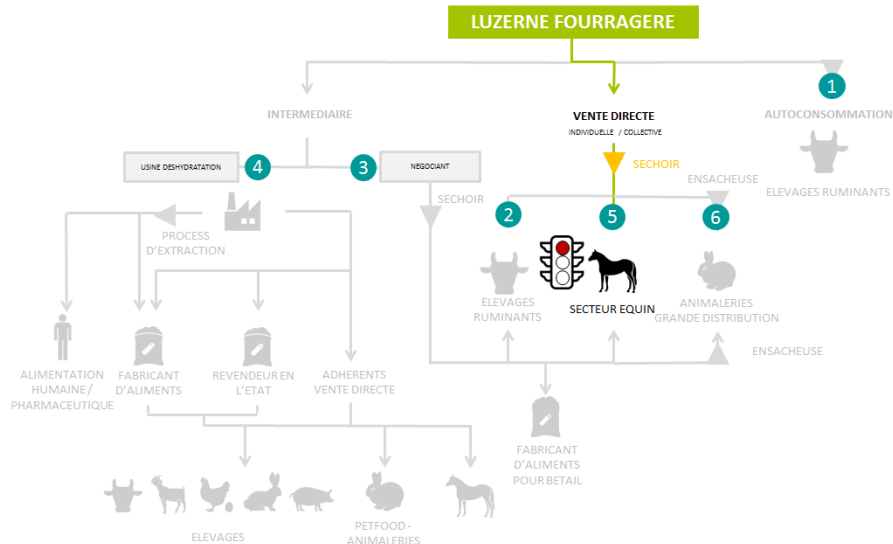 LUZERNE FOURRAGERE
1
INTERMEDIAIRE
VENTE DIRECTE
INDIVIDUELLE / COLLECTIVE
AUTOCONSOMMATION
USINE DESHYDRATATION
4
3
NEGOCIANT
SECHOIR
ENSACHEUSE
ELEVAGES RUMINANTS
SECHOIR
2
5
6
PROCESS
D'EXTRACTION
ELEVAGES
RUMINANTS
SECTEUR EQUIN
ANIMALERIES
GRANDE DISTRIBUTION
ENSACHEUSE
ALIMENTATION
HUMAINE /
PHARMACEUTIQUE
FABRICANT
D'ALIMENTS
REVENDEUR EN
L'ETAT
ADHERENTS
VENTE DIRECTE
FABRICANT
D'ALIMENTS
POUR BETAIL
ELEVAGES
PETFOOD -
ANIMALERIES